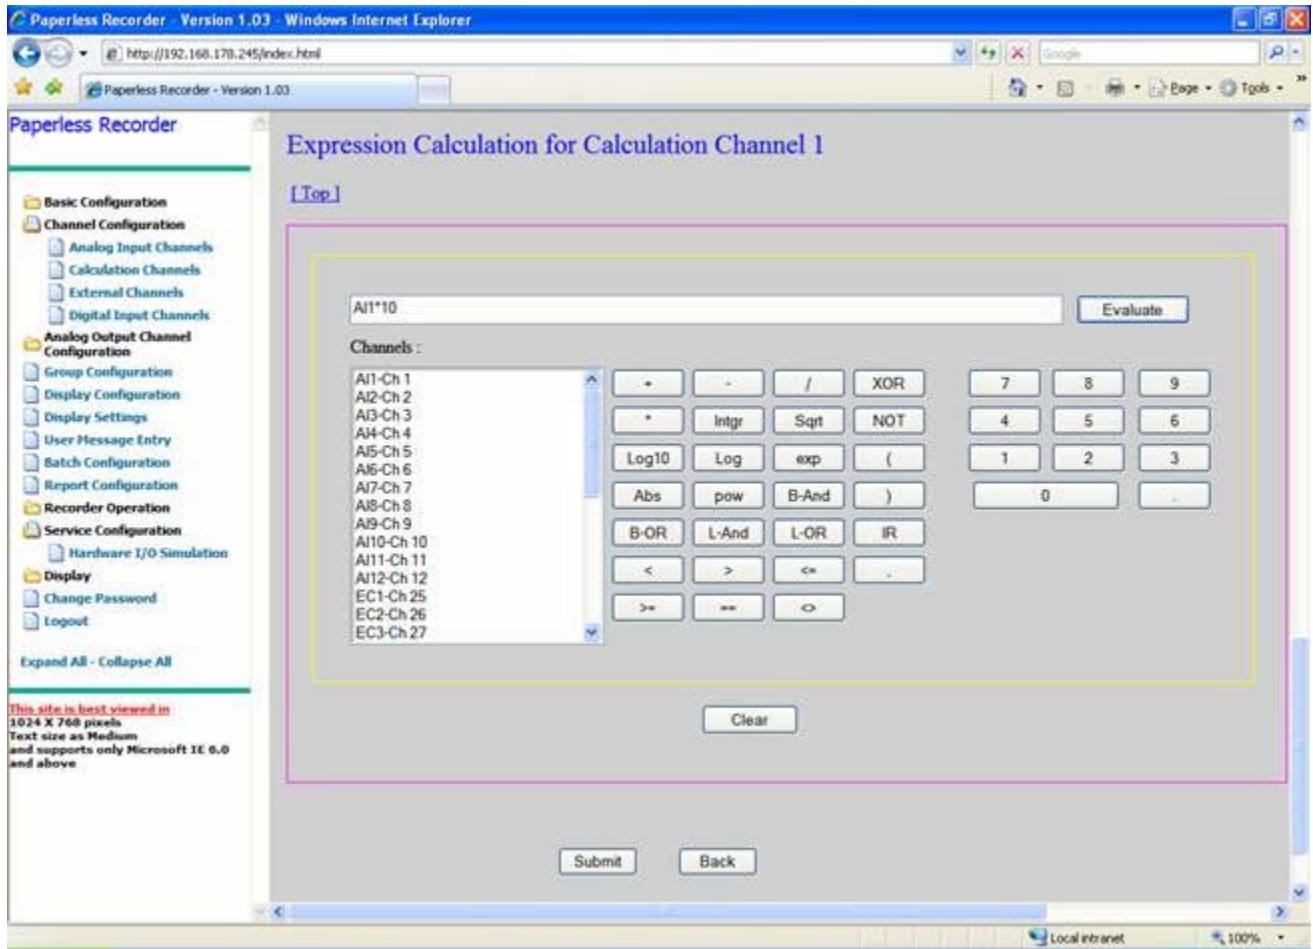 Paperless Recorder - Version 1.03 - Windows Internet Explorer
http://192.168.178.245/index.html
Google
Paperless Recorder - Version 1.03
Page
Tools
Paperless Recorder
Basic Configuration
Channel Configuration
Analog Input Channels
Calculation Channels
External Channels
Digital Input Channels
Analog Output Channel
Configuration
Group Configuration
Display Configuration
Display Settings
User Message Entry
Batch Configuration
Report Configuration
Recorder Operation
Service Configuration
Hardware I/O Simulation
Display
Change Password
Logout
Expand All - Collapse All
This site is best viewed in
1024 X 768 pixels
Text size as Medium
and supports only Microsoft IE 6.0
and above
Expression Calculation for Calculation Channel 1
[ Top ]
AI1*10
Evaluate
Channels :
AI1-Ch 1
AI2-Ch 2
AI3-Ch 3
AI4-Ch 4
AI5-Ch 5
AI6-Ch 6
AI7-Ch 7
AI8-Ch 8
AI9-Ch 9
AI10-Ch 10
AI11-Ch 11
AI12-Ch 12
EC1-Ch 25
EC2-Ch 26
EC3-Ch 27
+ - / XOR
* Intgr Sqrt NOT
Log10 Log exp (
Abs pow B-And )
B-OR L-And L-OR IR
< > <=
>= == <>
7 8 9
4 5 6
1 2 3
0 .
Clear
Submit Back
Local intranet
100%